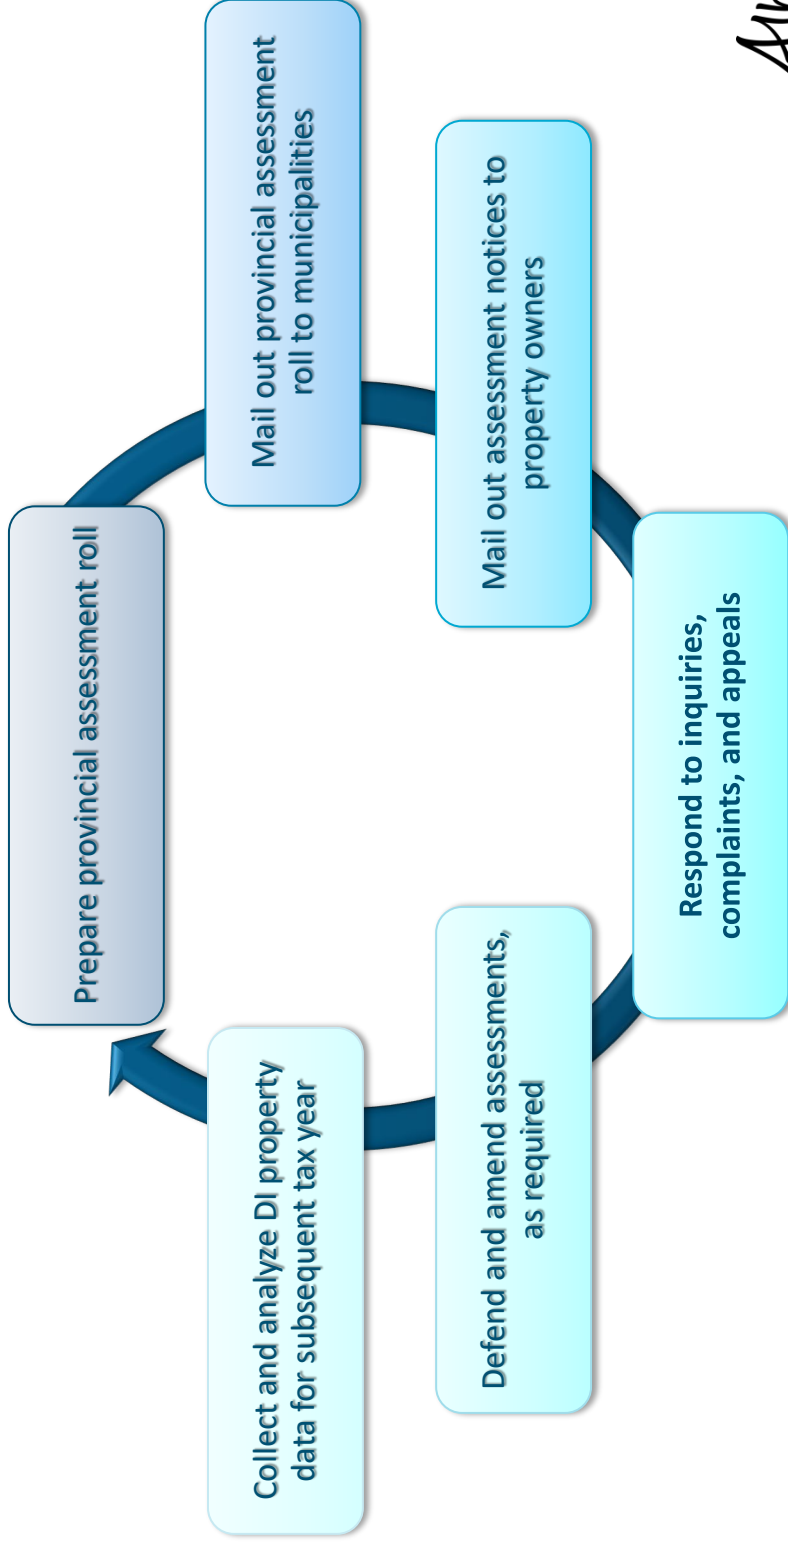 Prepare provincial assessment roll
Mail out provincial assessment
roll to municipalities
Mail out assessment notices to
property owners
Respond to inquiries,
complaints, and appeals
Defend and amend assessments,
as required
Collect and analyze DI property
data for subsequent tax year